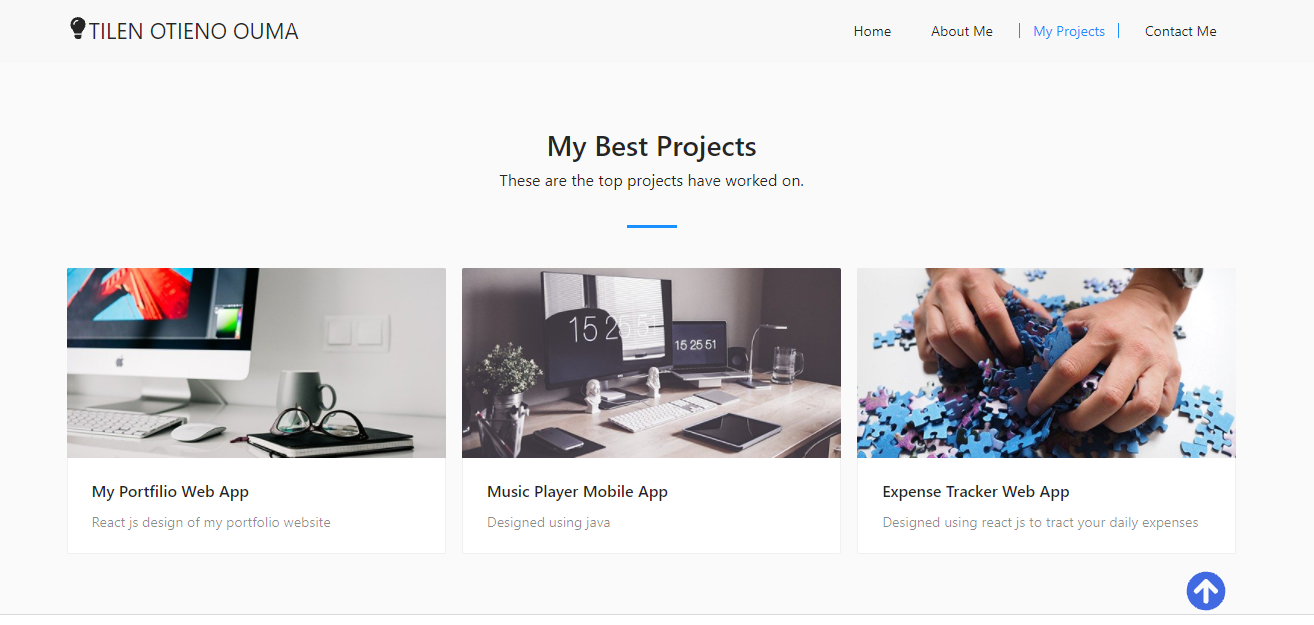 TILEN OTIENO OUMA
Home About Me My Projects Contact Me
My Best Projects
These are the top projects have worked on.
15 25 51
15 25 51
My Portfilio Web App
React js design of my portfolio website
Music Player Mobile App
Designed using java
Expense Tracker Web App
Designed using react js to tract your daily expenses